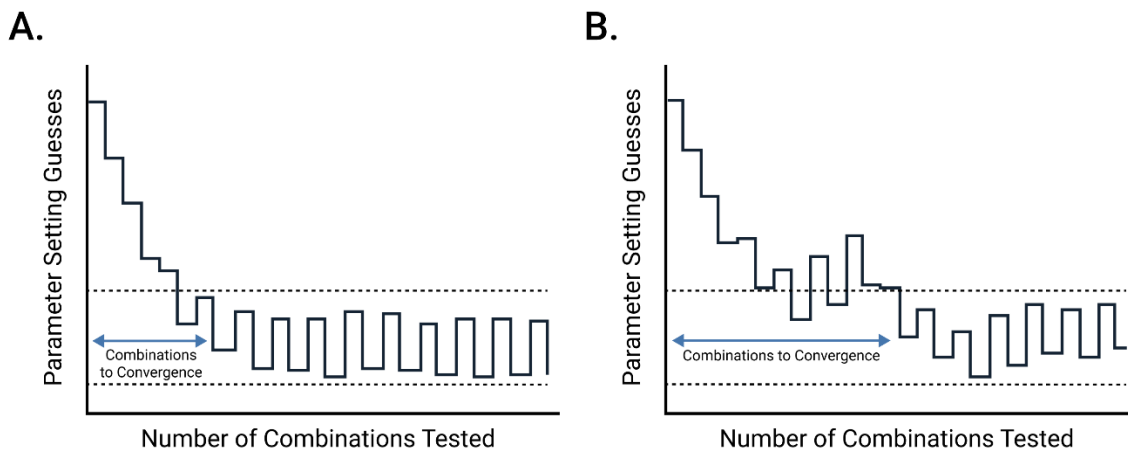 A.
Parameter Setting Guesses
Combinations
to Convergence
Number of Combinations Tested
B.
Parameter Setting Guesses
Combinations to Convergence
Number of Combinations Tested